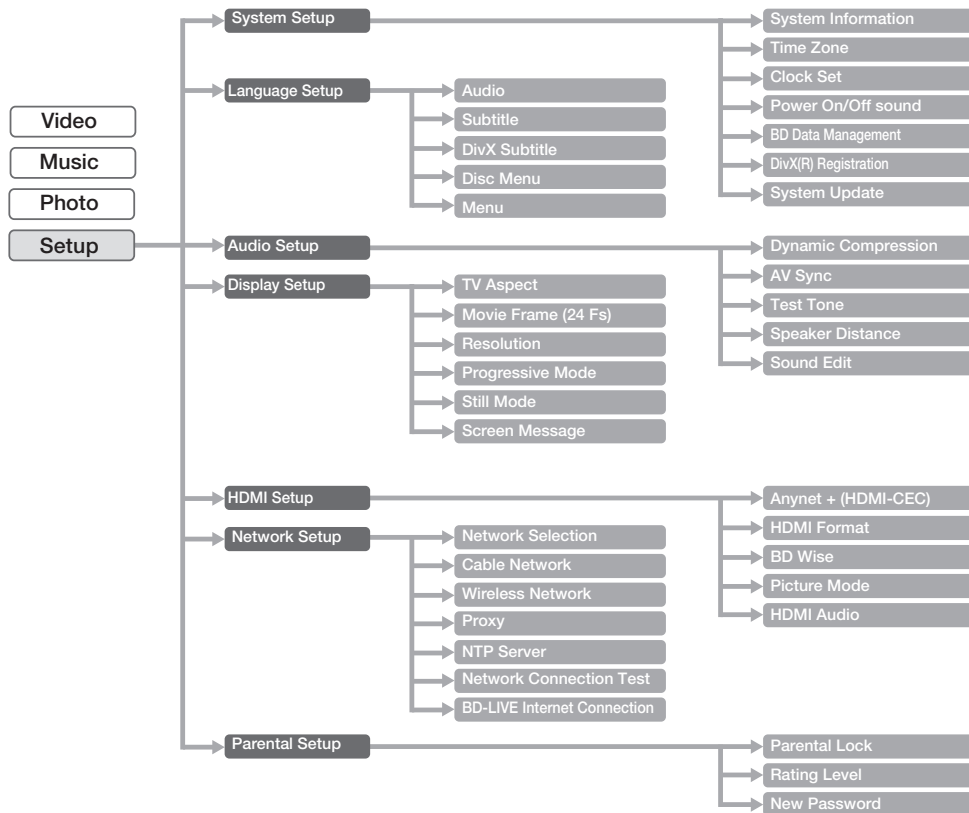 Video
Music
Photo
Setup
System Setup
System Information
Time Zone
Clock Set
Power On/Off sound
BD Data Management
DivX(R) Registration
System Update
Language Setup
Audio
Subtitle
DivX Subtitle
Disc Menu
Menu
Audio Setup
Dynamic Compression
AV Sync
Test Tone
Speaker Distance
Sound Edit
Display Setup
TV Aspect
Movie Frame (24 Fs)
Resolution
Progressive Mode
Still Mode
Screen Message
HDMI Setup
Anynet + (HDMI-CEC)
HDMI Format
BD Wise
Picture Mode
HDMI Audio
Network Setup
Network Selection
Cable Network
Wireless Network
Proxy
NTP Server
Network Connection Test
BD-LIVE Internet Connection
Parental Setup
Parental Lock
Rating Level
New Password